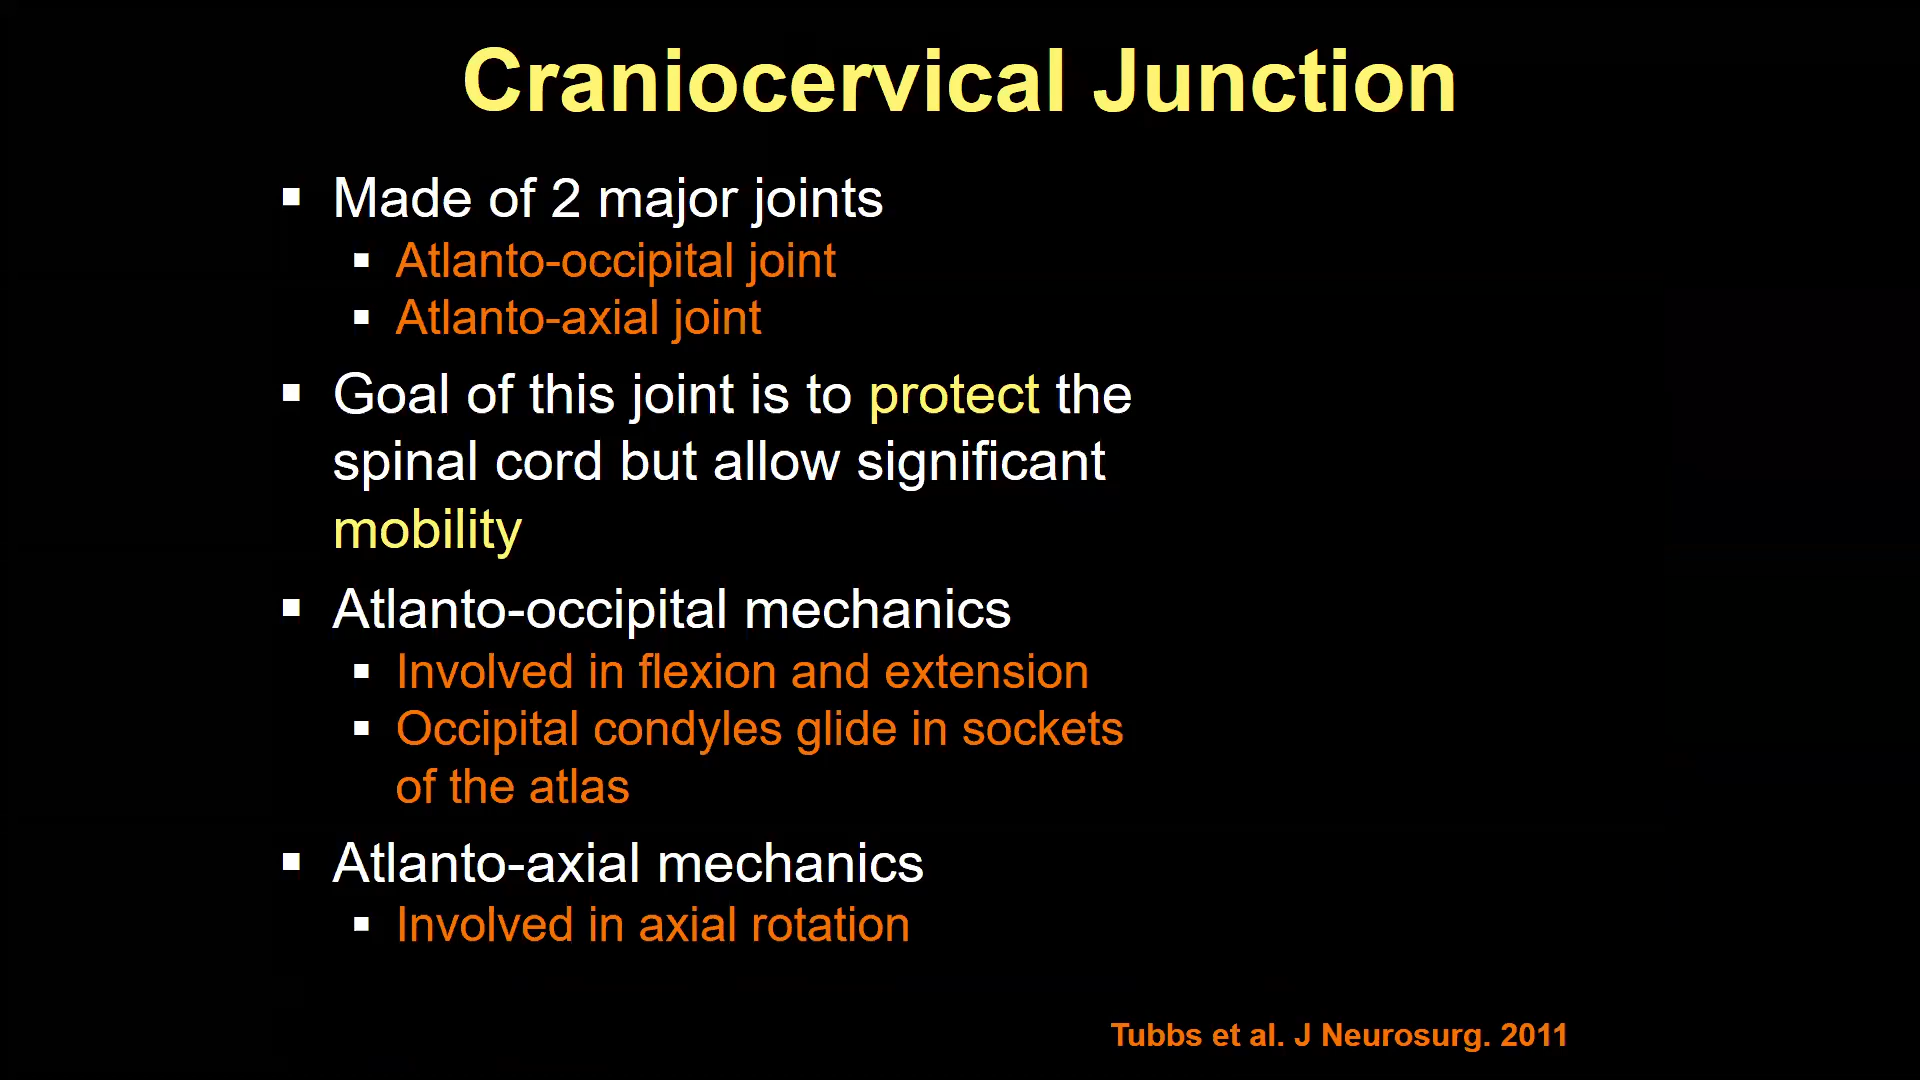 Craniocervical Junction
▪ Made of 2 major joints
▪ Atlanto-occipital joint
▪ Atlanto-axial joint
▪ Goal of this joint is to protect the
spinal cord but allow significant
mobility
▪ Atlanto-occipital mechanics
▪ Involved in flexion and extension
▪ Occipital condyles glide in sockets
of the atlas
▪ Atlanto-axial mechanics
▪ Involved in axial rotation
Tubbs et al. J Neurosurg. 2011